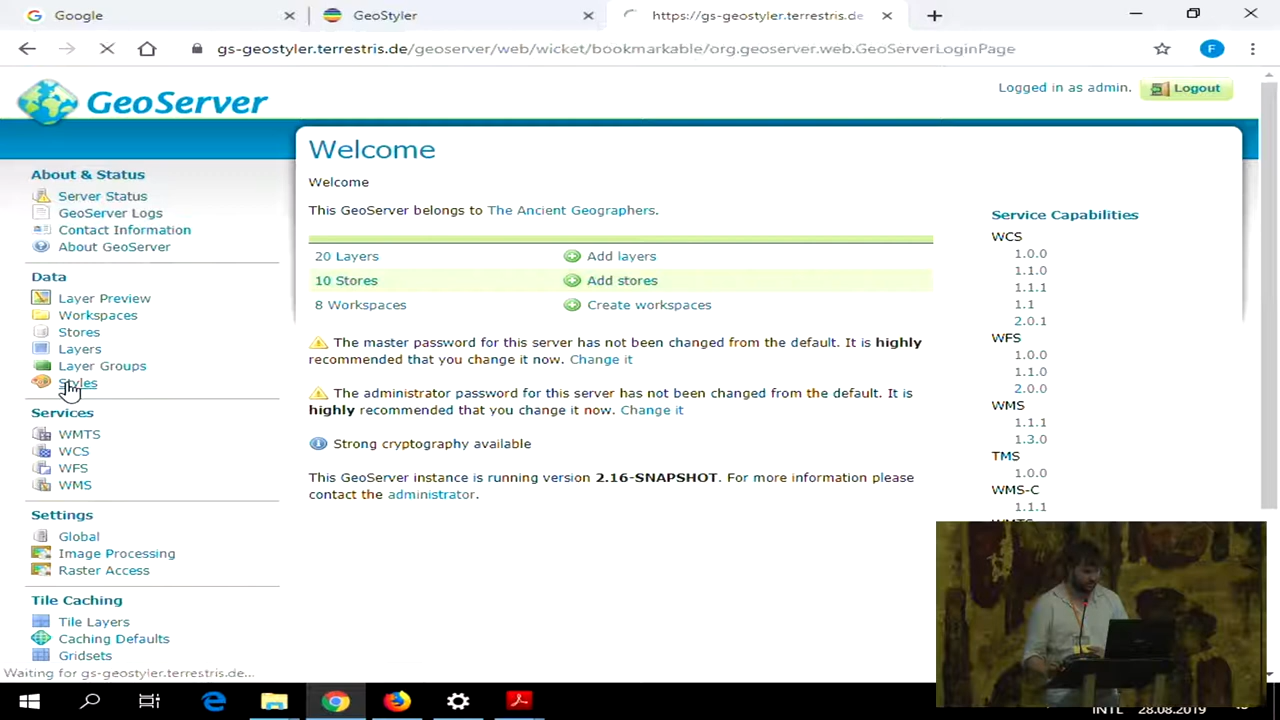 Google
GeoStyler
https://gs-geostyler.terrestris.de
gs-geostyler.terrestris.de/geoserver/web/wicket/bookmarkable/org.geoserver.web.GeoServerLoginPage
F
GeoServer
Logged in as admin.
Logout
About & Status
Server Status
GeoServer Logs
Contact Information
About GeoServer
Data
Layer Preview
Workspaces
Stores
Layers
Layer Groups
Styles
Services
WMTS
WCS
WFS
WMS
Settings
Global
Image Processing
Raster Access
Tile Caching
Tile Layers
Caching Defaults
Gridsets
Waiting for gs-geostyler.terrestris.de...
Welcome
Welcome
This GeoServer belongs to The Ancient Geographers.
20 Layers Add layers
10 Stores Add stores
8 Workspaces Create workspaces
The master password for this server has not been changed from the default. It is highly
recommended that you change it now. Change it
The administrator password for this server has not been changed from the default. It is
highly recommended that you change it now. Change it
Strong cryptography available
This GeoServer instance is running version 2.16-SNAPSHOT. For more information please
contact the administrator.
Service Capabilities
WCS
1.0.0
1.1.0
1.1.1
1.1
2.0.1
WFS
1.0.0
1.1.0
2.0.0
WMS
1.1.1
1.3.0
TMS
1.0.0
WMS-C
1.1.1
INTL 28.08.2019